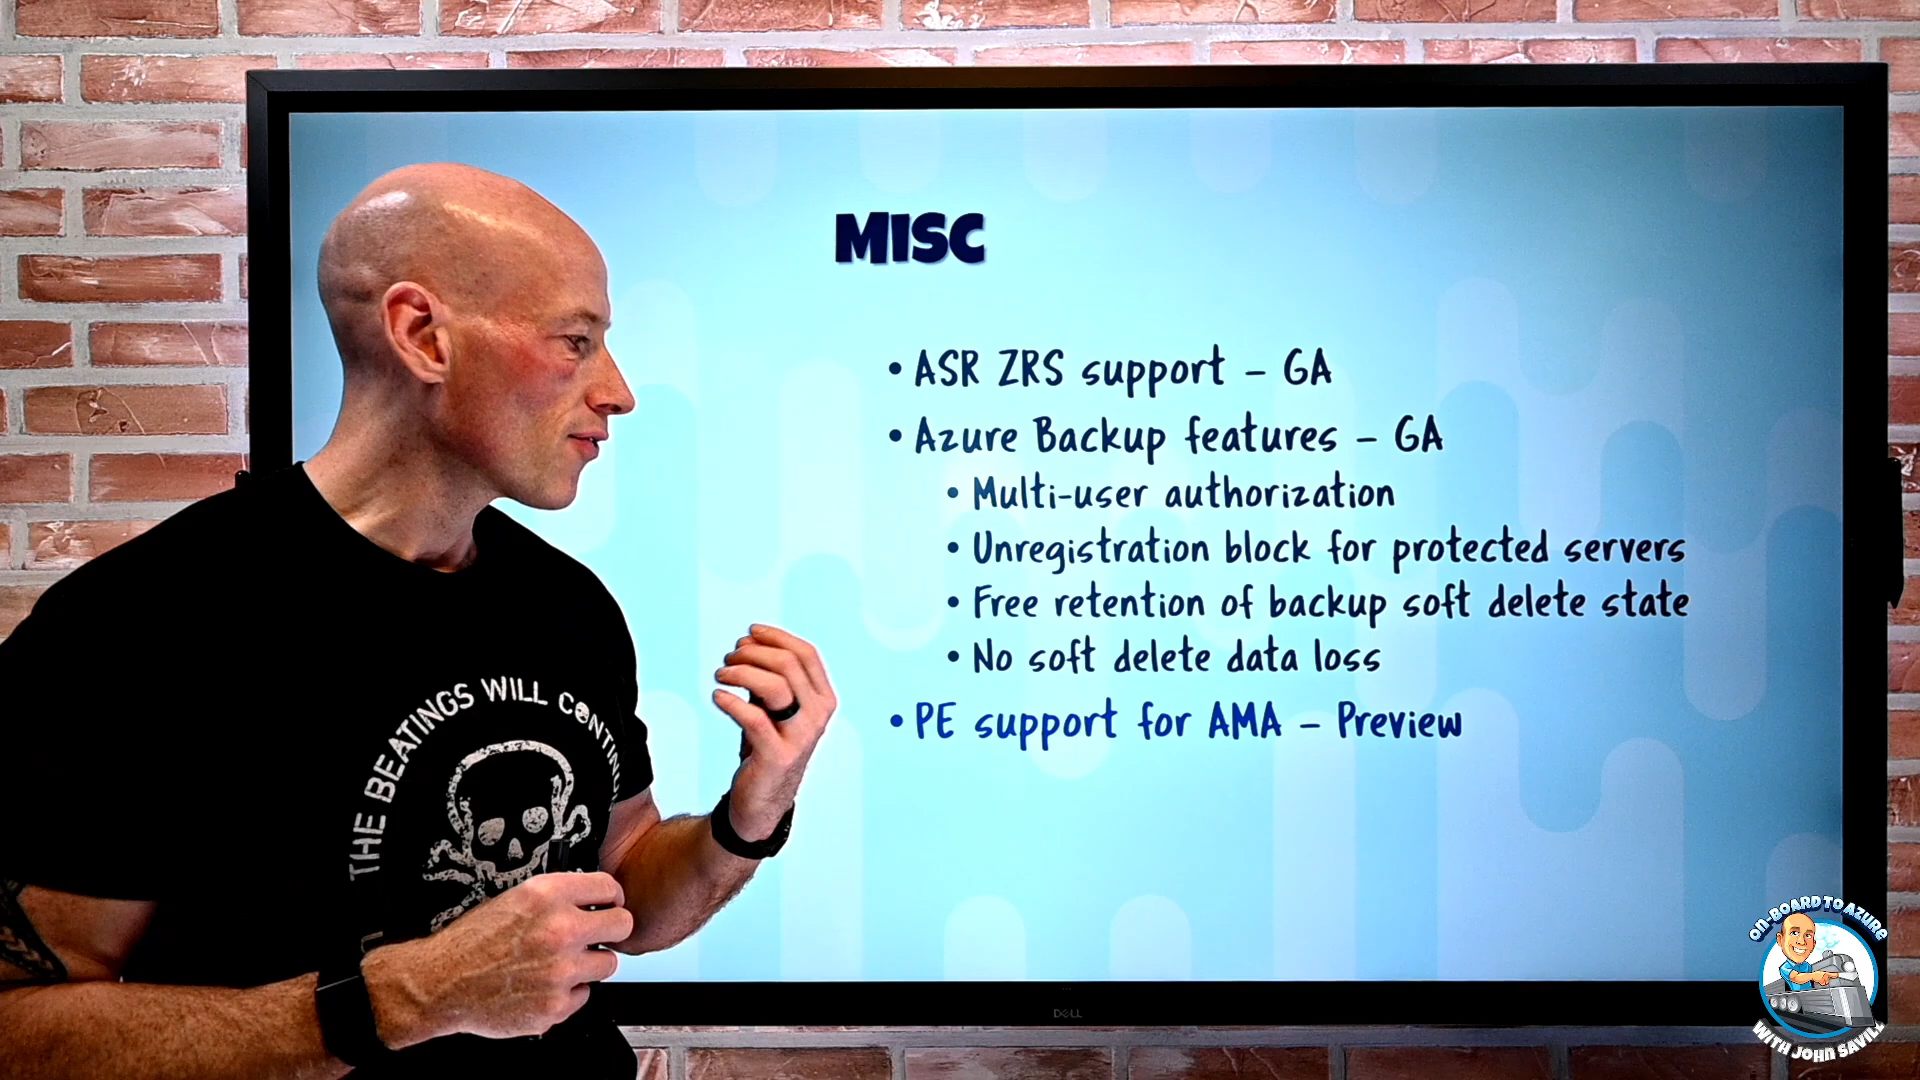 MISC
• ASR ZRS support – GA
• Azure Backup features – GA
• Multi-user authorization
• Unregistration block for protected servers
• Free retention of backup soft delete state
• No soft delete data loss
• PE support for AMA – Preview
THE BEATINGS WILL
DELL
ON-BOARD TO AZURE
WITH JOHN SAVILL